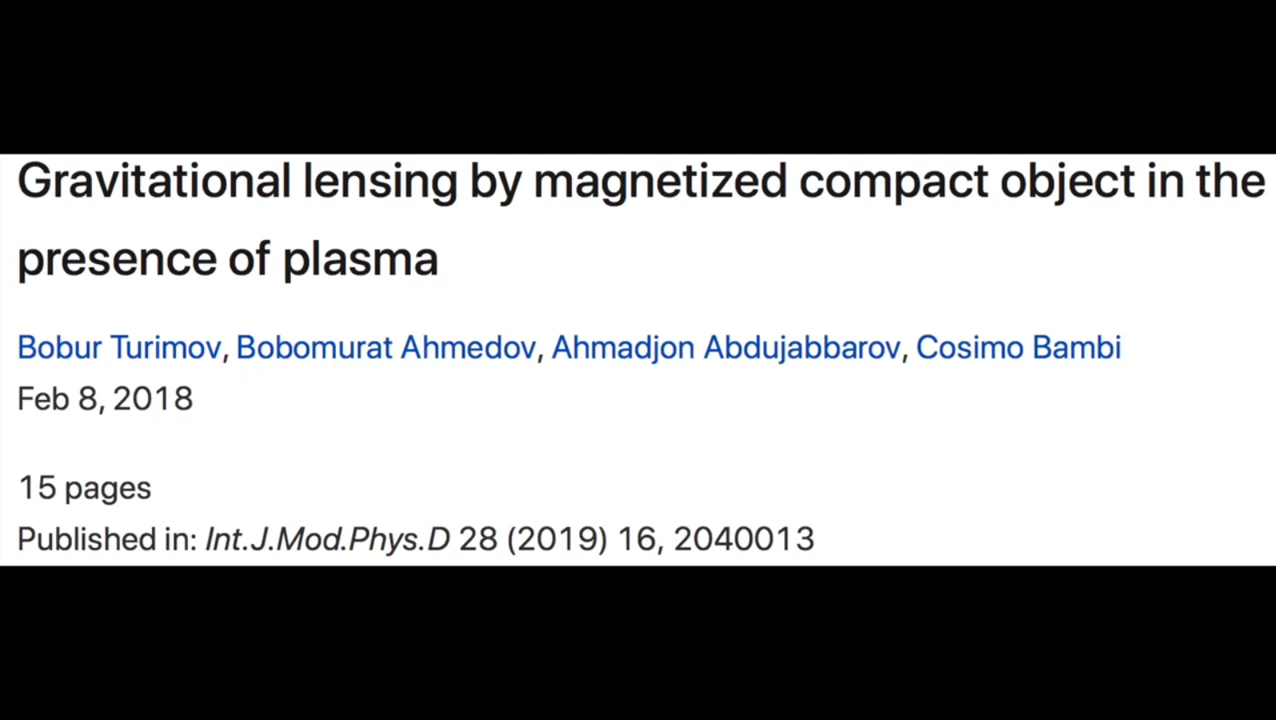 Gravitational lensing by magnetized compact object in the
presence of plasma
Bobur Turimov, Bobomurat Ahmedov, Ahmadjon Abdujabbarov, Cosimo Bambi
Feb 8, 2018
15 pages
Published in: Int.J.Mod.Phys.D 28 (2019) 16, 2040013